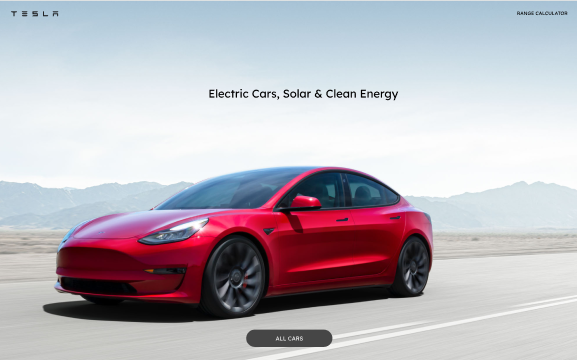 TESLA
RANGE CALCULATOR
Electric Cars, Solar & Clean Energy
ALL CARS